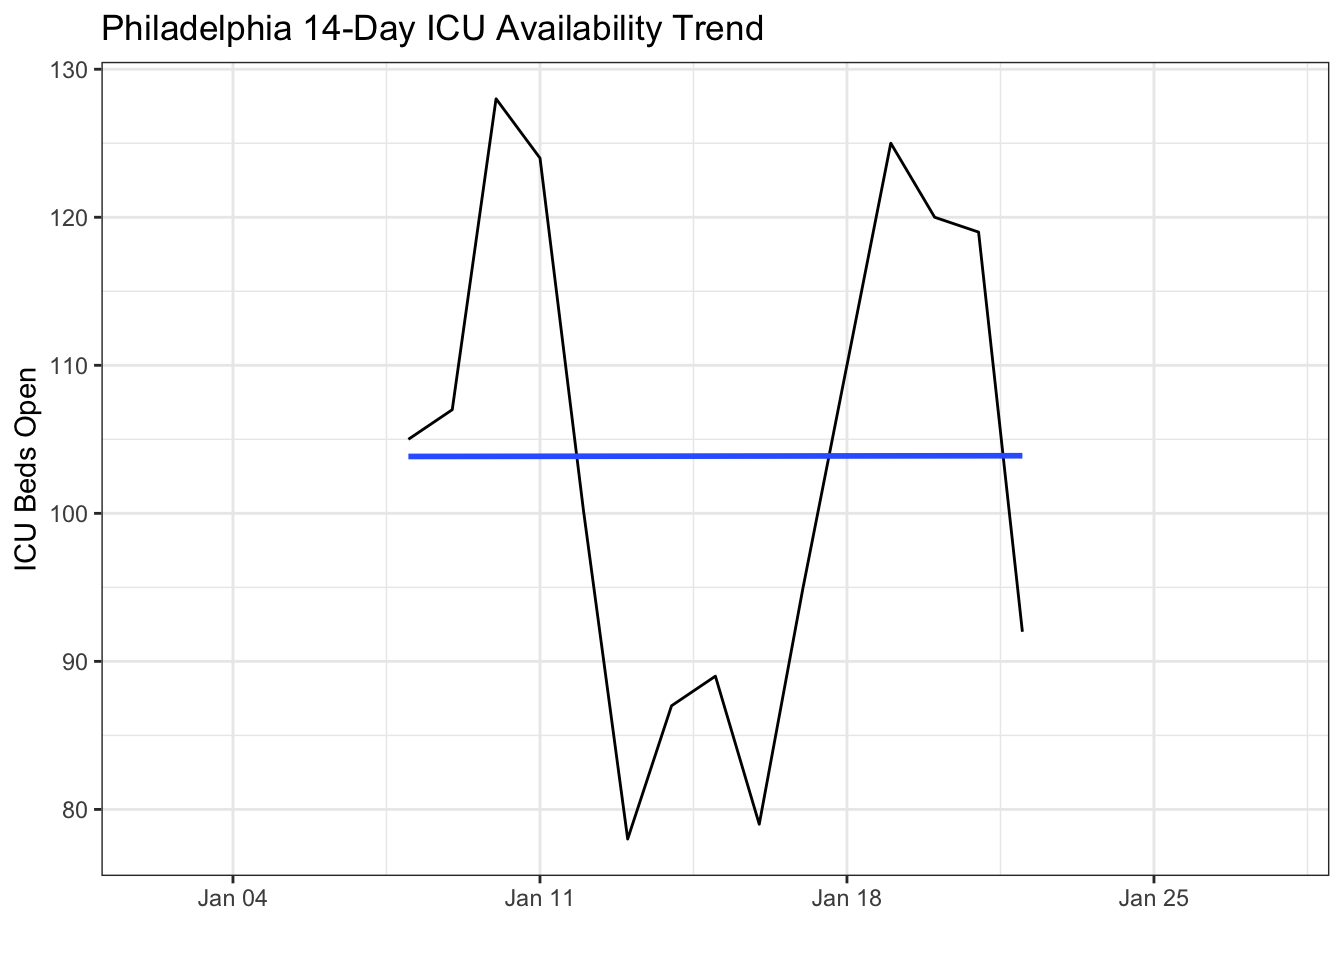 Philadelphia 14-Day ICU Availability Trend
130
120
110
100
90
80
ICU Beds Open
Jan 04
Jan 11
Jan 18
Jan 25